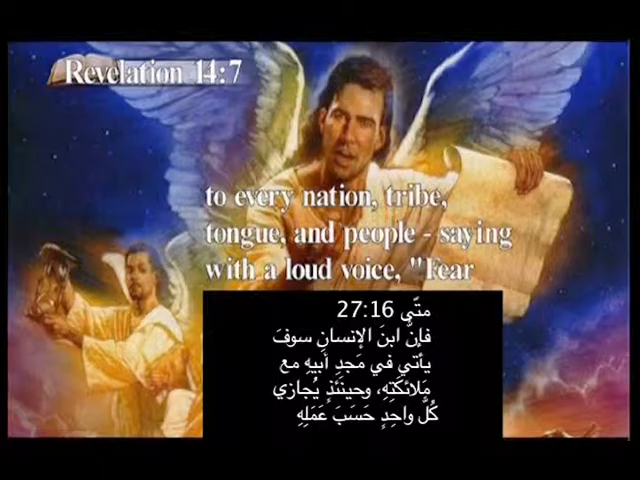 Revelation 14:7
to every nation, tribe,
tongue, and people - saying
with a loud voice, "Fear
متّى 27:16
فإنَّ ابنَ الإنسانِ سوفَ
يأتي في مَجدِ أبيهِ مع
مَلائكَتِهِ، وحينَئذٍ يُجازي
كُلَّ واحِدٍ حَسَبَ عَمَلِهِ